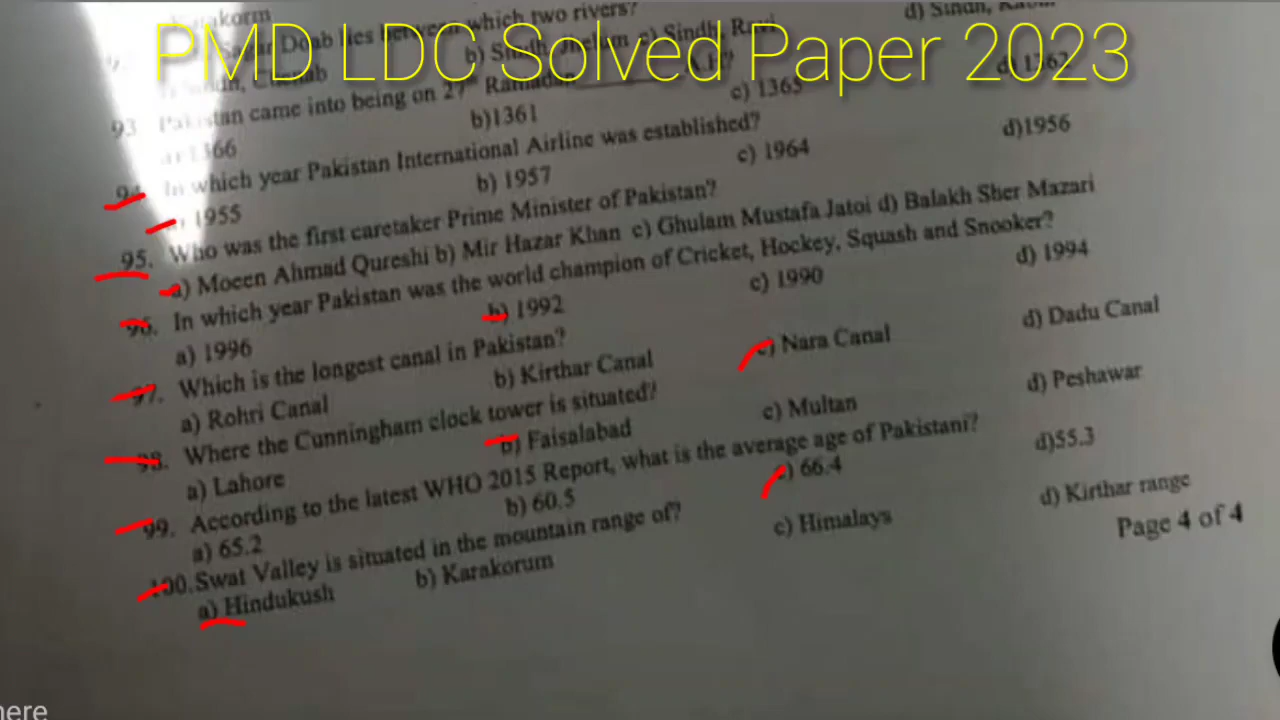 PMD LDC Solved Paper 2023
akorm
Doab lies between which two rivers?
b) Sindh, Jhelum c) Sindh, Ravi
d) Sindh,
93. Pakistan came into being on 27th Ramadan A.H?
b)1361
c) 1365
d) 1362
94. In which year Pakistan International Airline was established?
1955
b) 1957
c) 1964
d)1956
95. Who was the first caretaker Prime Minister of Pakistan?
a) Moeen Ahmad Qureshi b) Mir Hazar Khan c) Ghulam Mustafa Jatoi d) Balakh Sher Mazari
96. In which year Pakistan was the world champion of Cricket, Hockey, Squash and Snooker?
a) 1996
b) 1992
c) 1990
d) 1994
97. Which is the longest canal in Pakistan?
a) Rohri Canal
b) Kirthar Canal
c) Nara Canal
d) Dadu Canal
98. Where the Cunningham clock tower is situated?
a) Lahore
b) Faisalabad
c) Multan
d) Peshawar
99. According to the latest WHO 2015 Report, what is the average age of Pakistani?
a) 65.2
b) 60.5
c) 66.4
d)55.3
100.Swat Valley is situated in the mountain range of?
a) Hindukush
b) Karakorum
c) Himalays
d) Kirthar range
Page 4 of 4
here